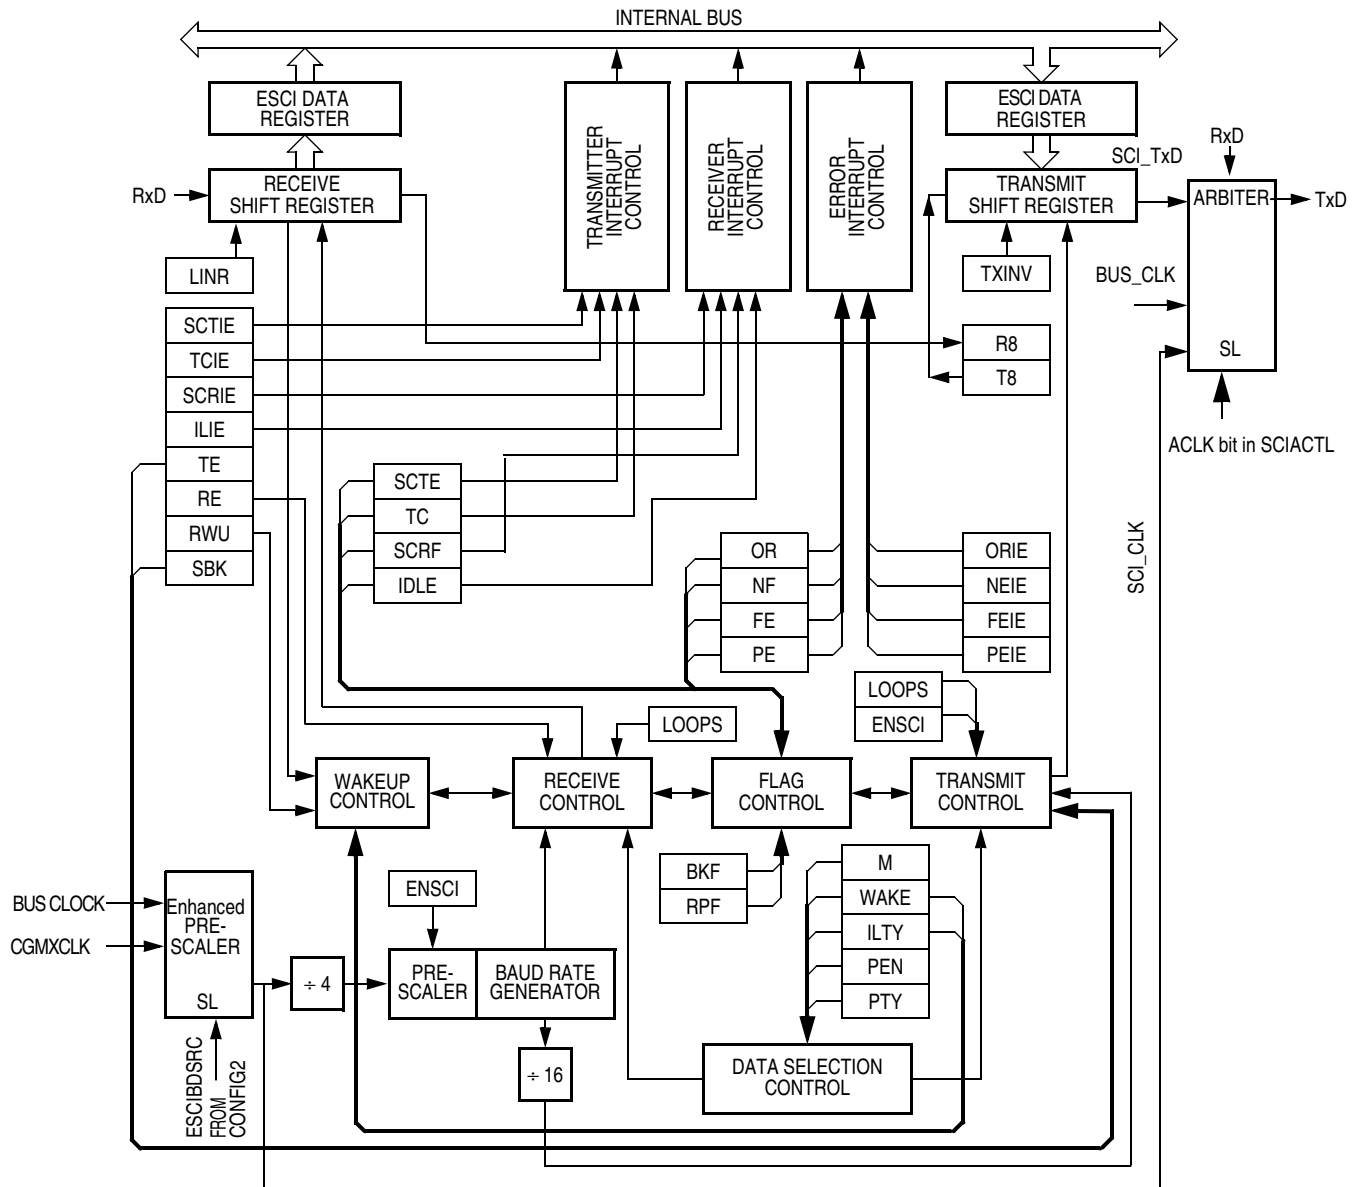 INTERNAL BUS
ESCI DATA
REGISTER
TRANSMITTER
INTERRUPT
CONTROL
RECEIVER
INTERRUPT
CONTROL
ERROR
INTERRUPT
CONTROL
ESCI DATA
REGISTER
RxD
SCI_TxD
RxD
RECEIVE
SHIFT REGISTER
TRANSMIT
SHIFT REGISTER
ARBITER
TxD
LINR
TXINV
BUS_CLK
SCTIE
TCIE
SCRIE
ILIE
TE
RE
RWU
SBK
R8
T8
SL
ACLK bit in SCIACTL
SCTE
TC
SCRF
IDLE
OR
NF
FE
PE
ORIE
NEIE
FEIE
PEIE
SCI_CLK
LOOPS
ENSCI
LOOPS
WAKEUP
CONTROL
RECEIVE
CONTROL
FLAG
CONTROL
TRANSMIT
CONTROL
BKF
RPF
M
WAKE
ILTY
PEN
PTY
BUS CLOCK
CGMXCLK
Enhanced
PRE-
SCALER
SL
ENSCI
÷ 4
PRE-
SCALER
BAUD RATE
GENERATOR
÷ 16
DATA SELECTION
CONTROL
ESCIBDSRC
FROM
CONFIG2